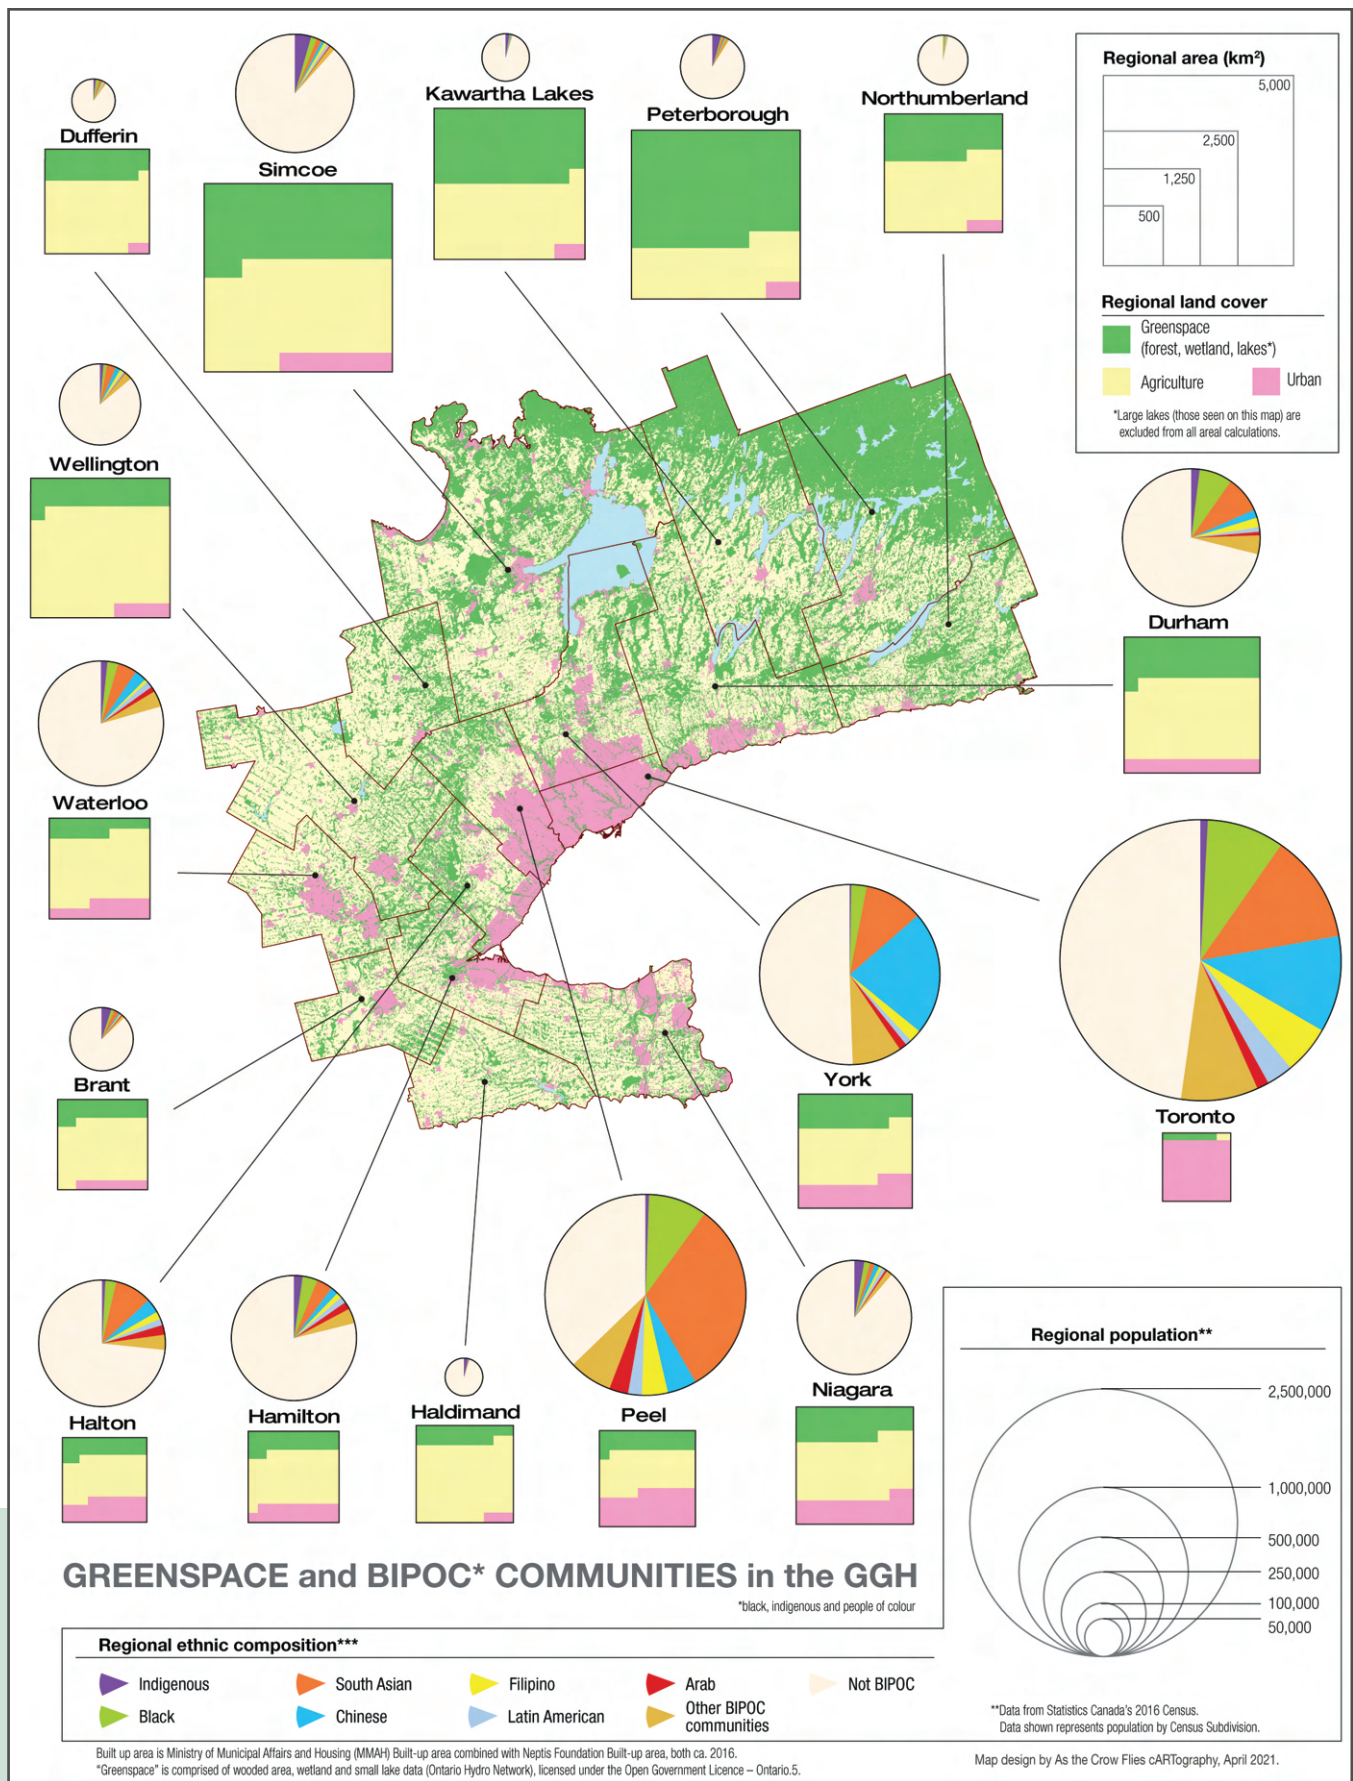 Dufferin
Simcoe
Kawartha Lakes
Peterborough
Northumberland
Regional area (km²)
5,000
2,500
1,250
500
Regional land cover
Greenspace
(forest, wetland, lakes*)
Agriculture
Urban
*Large lakes (those seen on this map) are
excluded from all areal calculations.
Wellington
Durham
Waterloo
York
Toronto
Brant
Halton
Hamilton
Haldimand
Peel
Niagara
Regional population**
2,500,000
1,000,000
500,000
250,000
100,000
50,000
**Data from Statistics Canada's 2016 Census.
Data shown represents population by Census Subdivision.
GREENSPACE and BIPOC* COMMUNITIES in the GGH
*black, indigenous and people of colour
Regional ethnic composition***
Indigenous
South Asian
Filipino
Arab
Not BIPOC
Black
Chinese
Latin American
Other BIPOC
communities
Built up area is Ministry of Municipal Affairs and Housing (MMAH) Built-up area combined with Neptis Foundation Built-up area, both ca. 2016.
"Greenspace" is comprised of wooded area, wetland and small lake data (Ontario Hydro Network), licensed under the Open Government Licence – Ontario.5.
Map design by As the Crow Flies cARTography, April 2021.